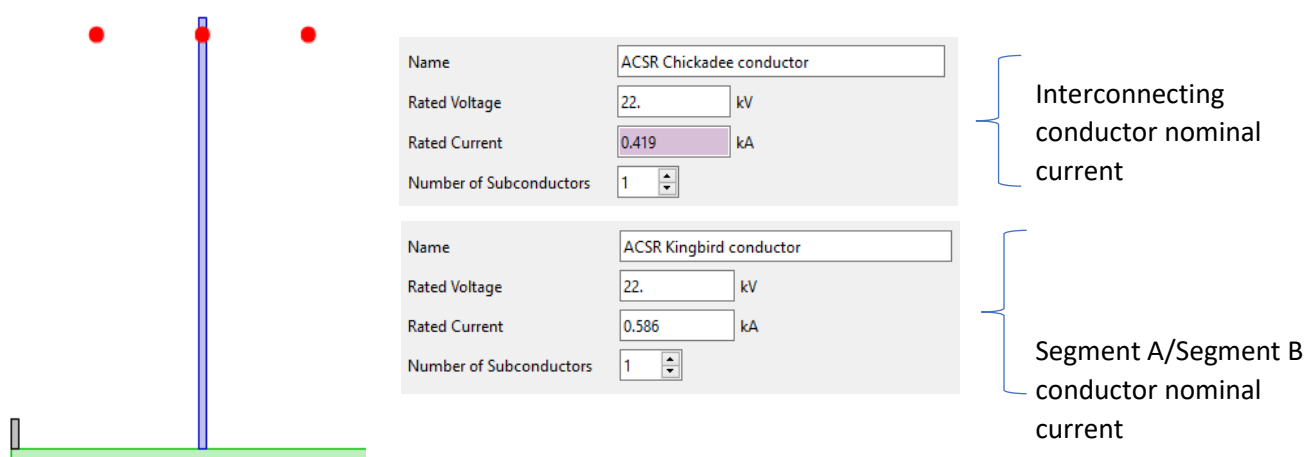 Name ACSR Chickadee conductor
Rated Voltage 22. kV
Rated Current 0.419 kA
Number of Subconductors 1
Interconnecting
conductor nominal
current
Name ACSR Kingbird conductor
Rated Voltage 22. kV
Rated Current 0.586 kA
Number of Subconductors 1
Segment A/Segment B
conductor nominal
current